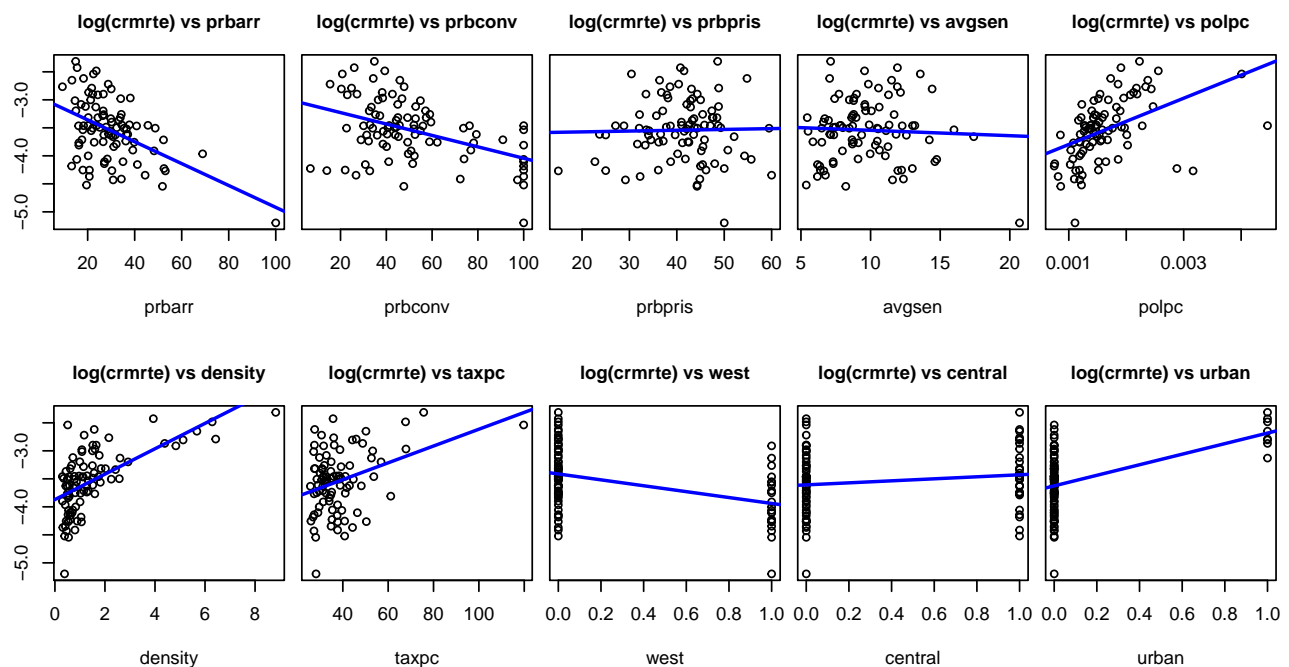 log(crmrte) vs prbarr log(crmrte) vs prbconv log(crmrte) vs prbpris log(crmrte) vs avgsen log(crmrte) vs polpc
−3.0
−4.0
−5.0
20 40 60 80 100 20 40 60 80 100 20 30 40 50 60 5 10 15 20 0.001 0.003
prbarr prbconv prbpris avgsen polpc
log(crmrte) vs density log(crmrte) vs taxpc log(crmrte) vs west log(crmrte) vs central log(crmrte) vs urban
−3.0
−4.0
−5.0
0 2 4 6 8 40 60 80 100 0.0 0.2 0.4 0.6 0.8 1.0 0.0 0.2 0.4 0.6 0.8 1.0 0.0 0.2 0.4 0.6 0.8 1.0
density taxpc west central urban